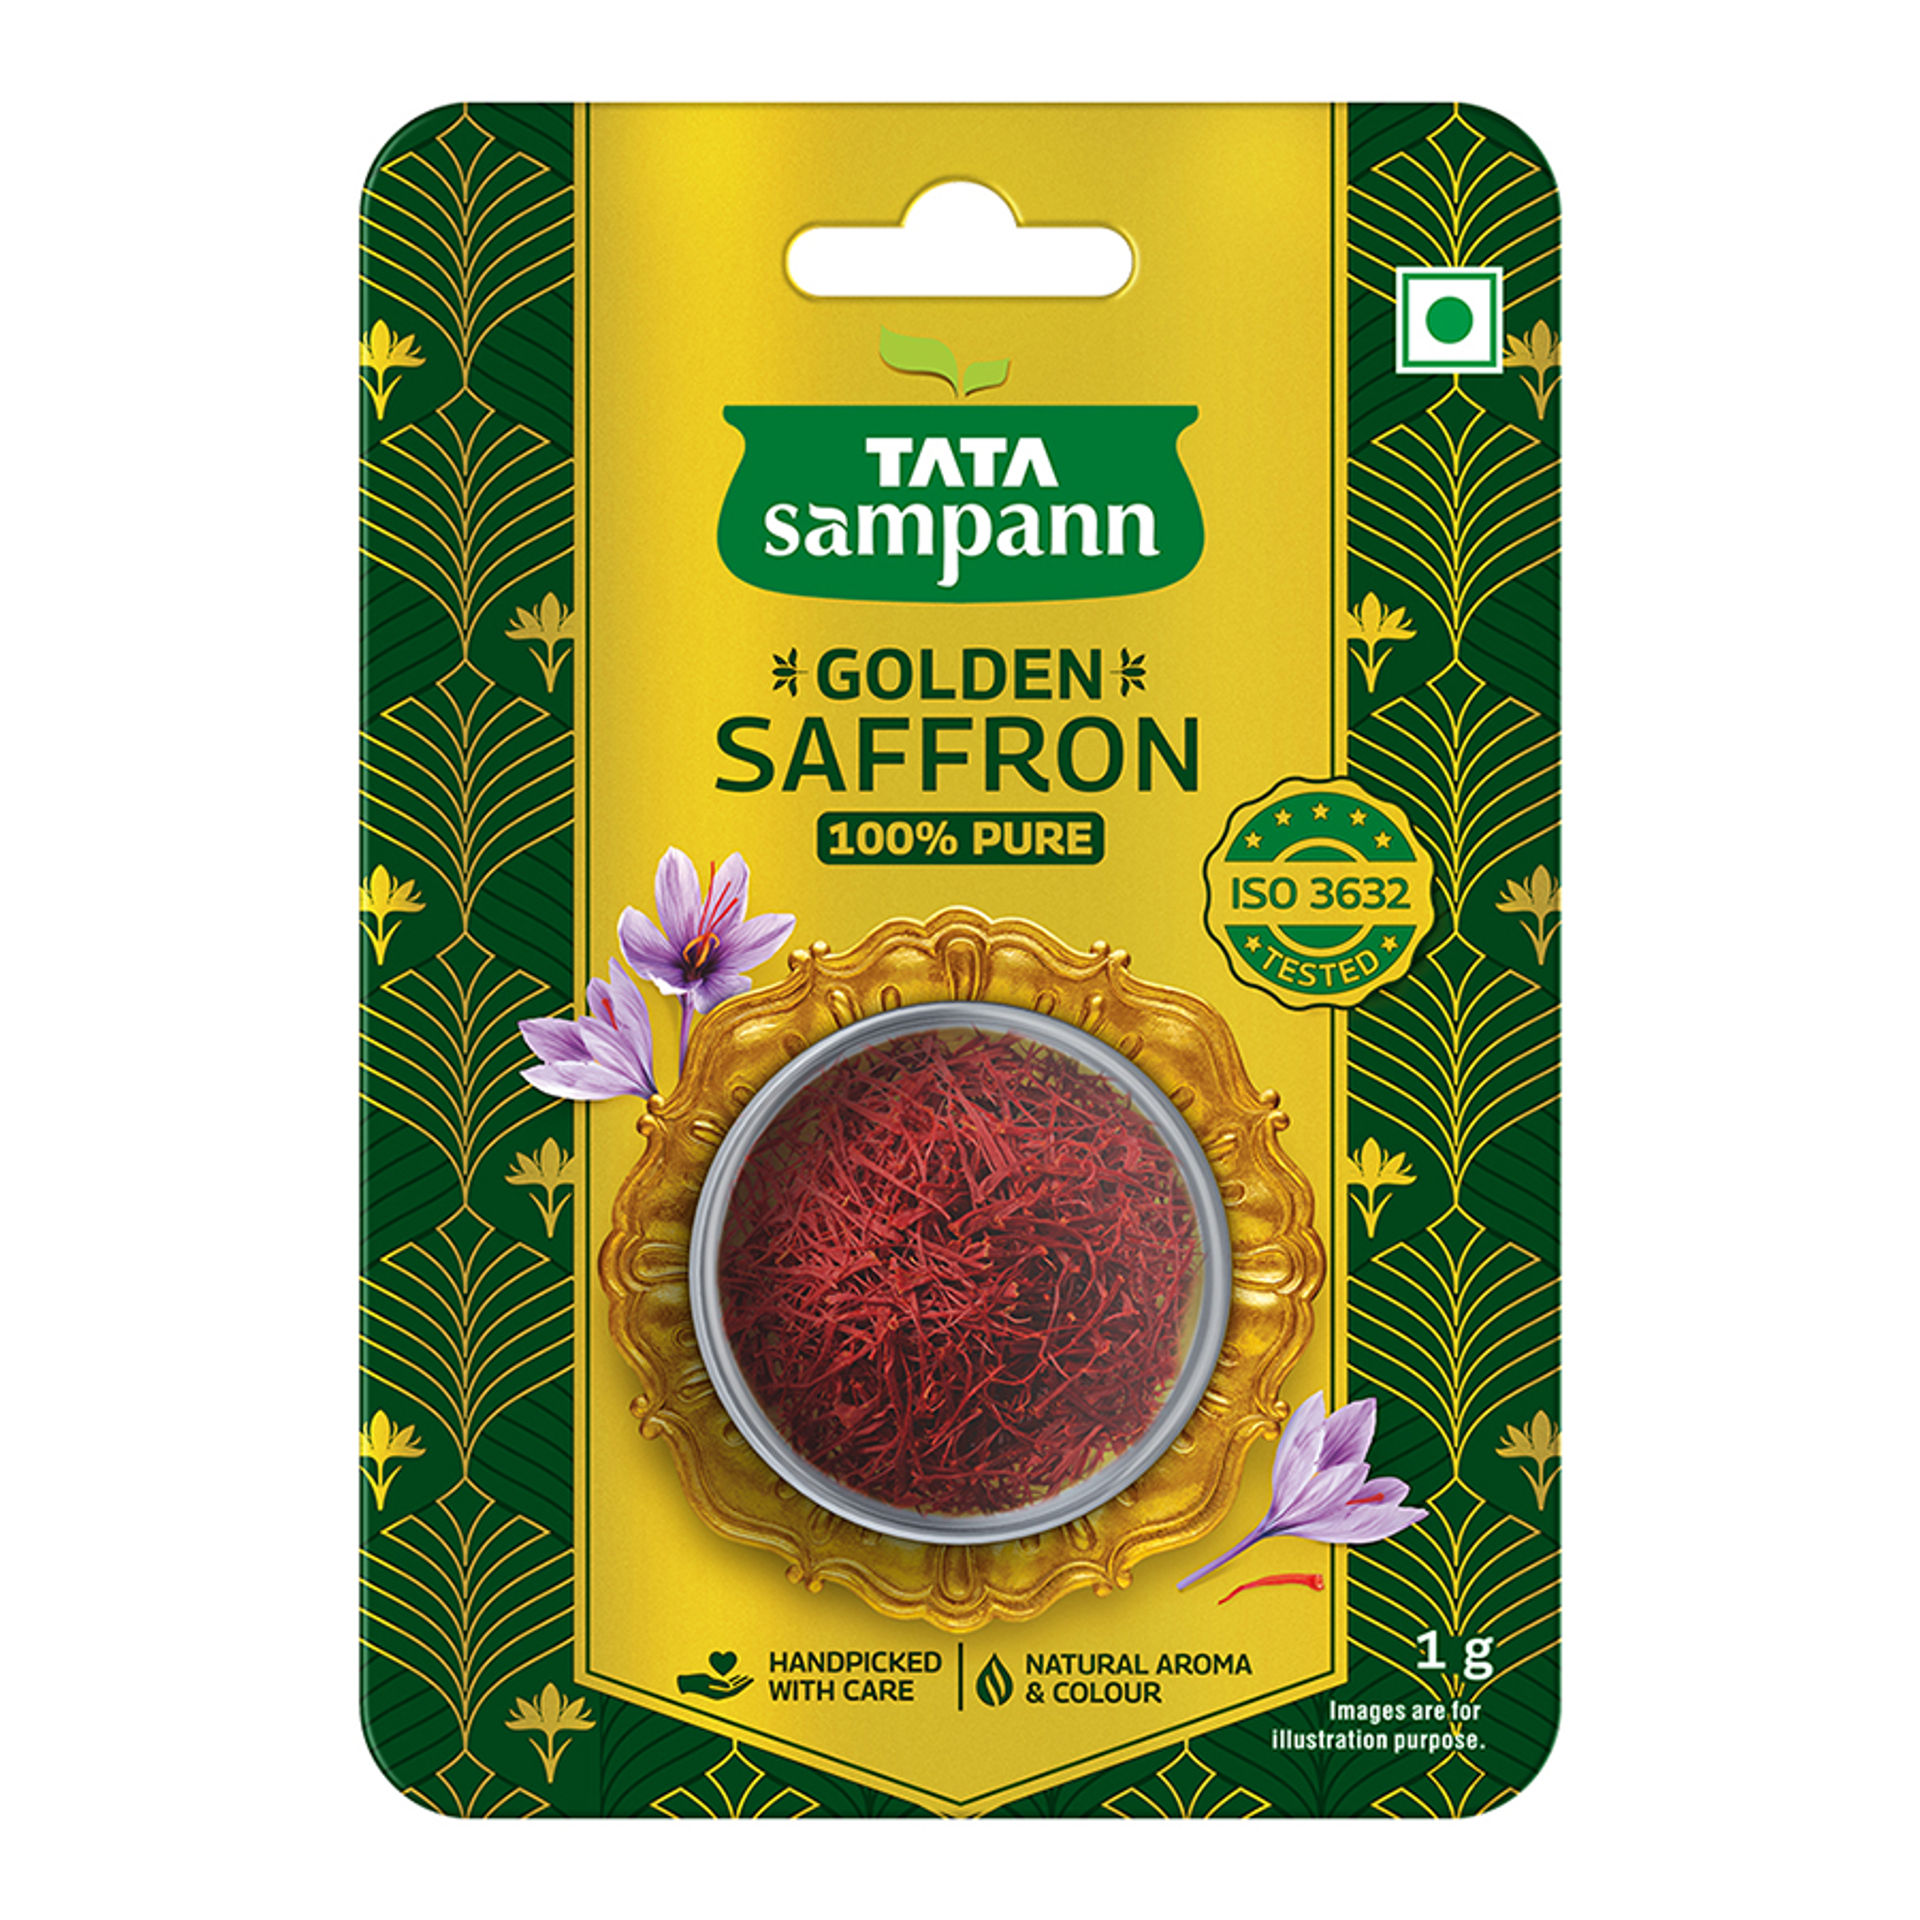 TATA
sampann
GOLDEN
SAFFRON
100% PURE
ISO 3632
TESTED
HANDPICKED
WITH CARE
NATURAL AROMA
& COLOUR
1 g
Images are for
illustration purpose.